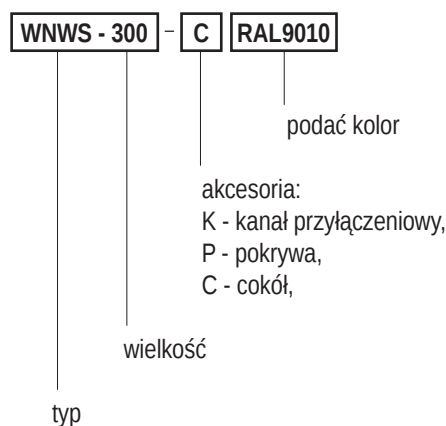 WNWS - 300 - C RAL9010
podać kolor
akcesoria:
K - kanał przyłączeniowy,
P - pokrywa,
C - cokół,
wielkość
typ